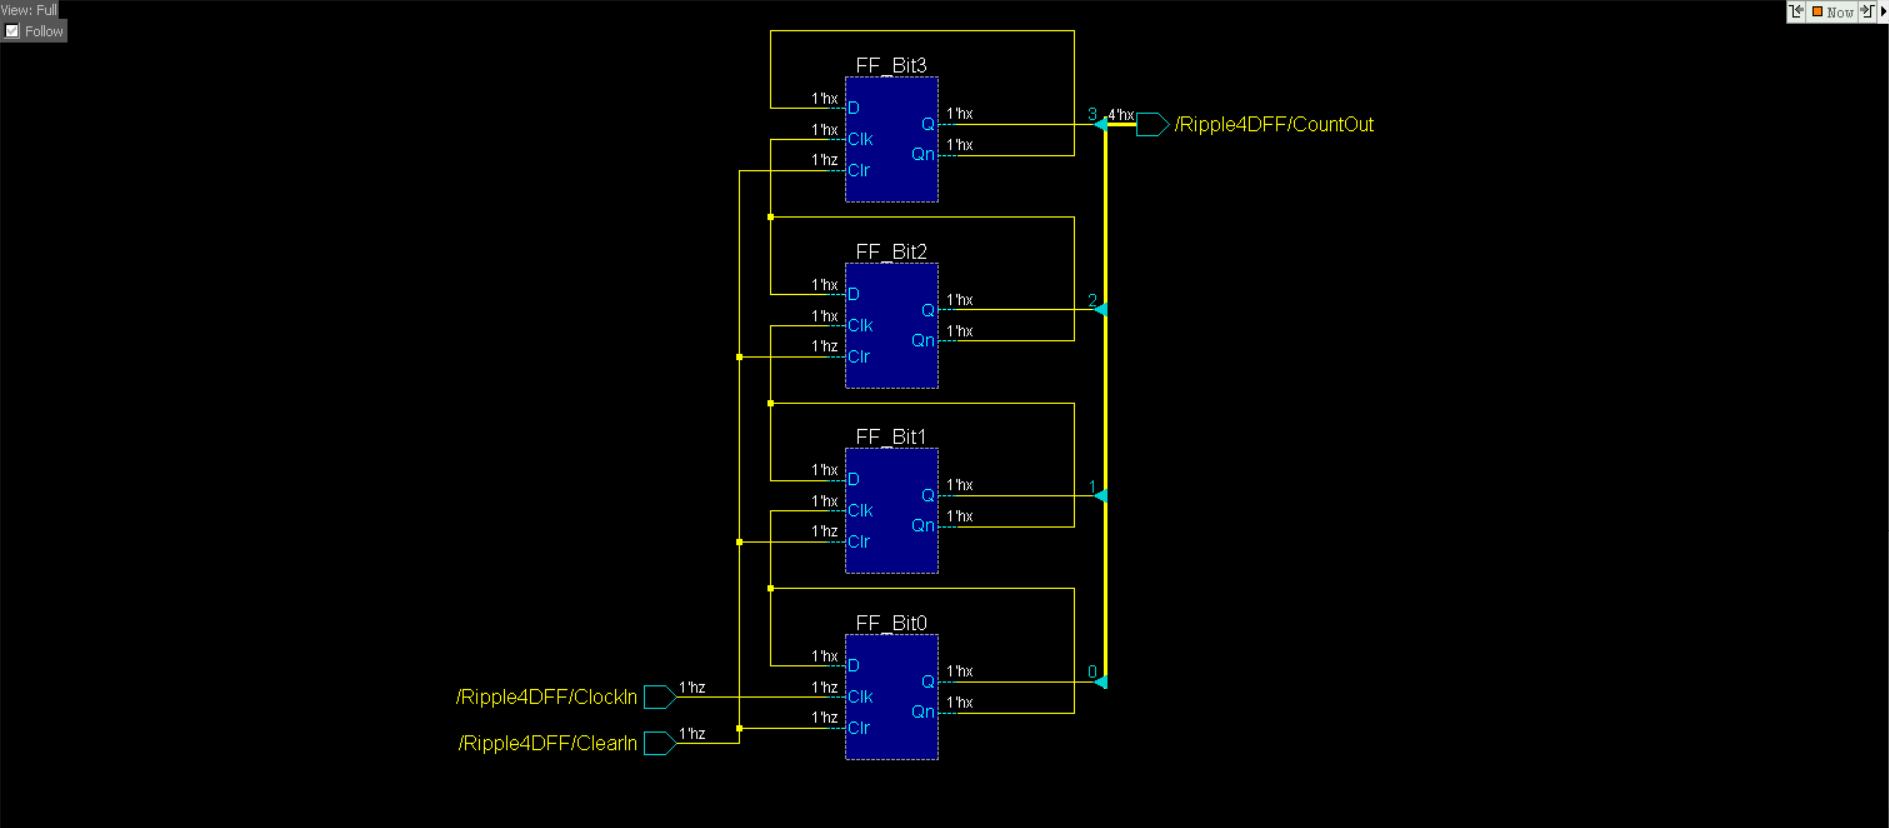 View: Full
Now
Follow
FF_Bit3
1'hx
D
1'hx
Q
3
4'hx
/Ripple4DFF/CountOut
1'hx
Clk
1'hx
Qn
1'hz
Clr
FF_Bit2
1'hx
D
1'hx
Q
2
1'hx
Clk
1'hx
Qn
1'hz
Clr
FF_Bit1
1'hx
D
1'hx
Q
1
1'hx
Clk
1'hx
Qn
1'hz
Clr
FF_Bit0
1'hx
D
1'hx
Q
0
/Ripple4DFF/ClockIn
1'hz
1'hz
Clk
1'hx
Qn
1'hz
Clr
/Ripple4DFF/ClearIn
1'hz